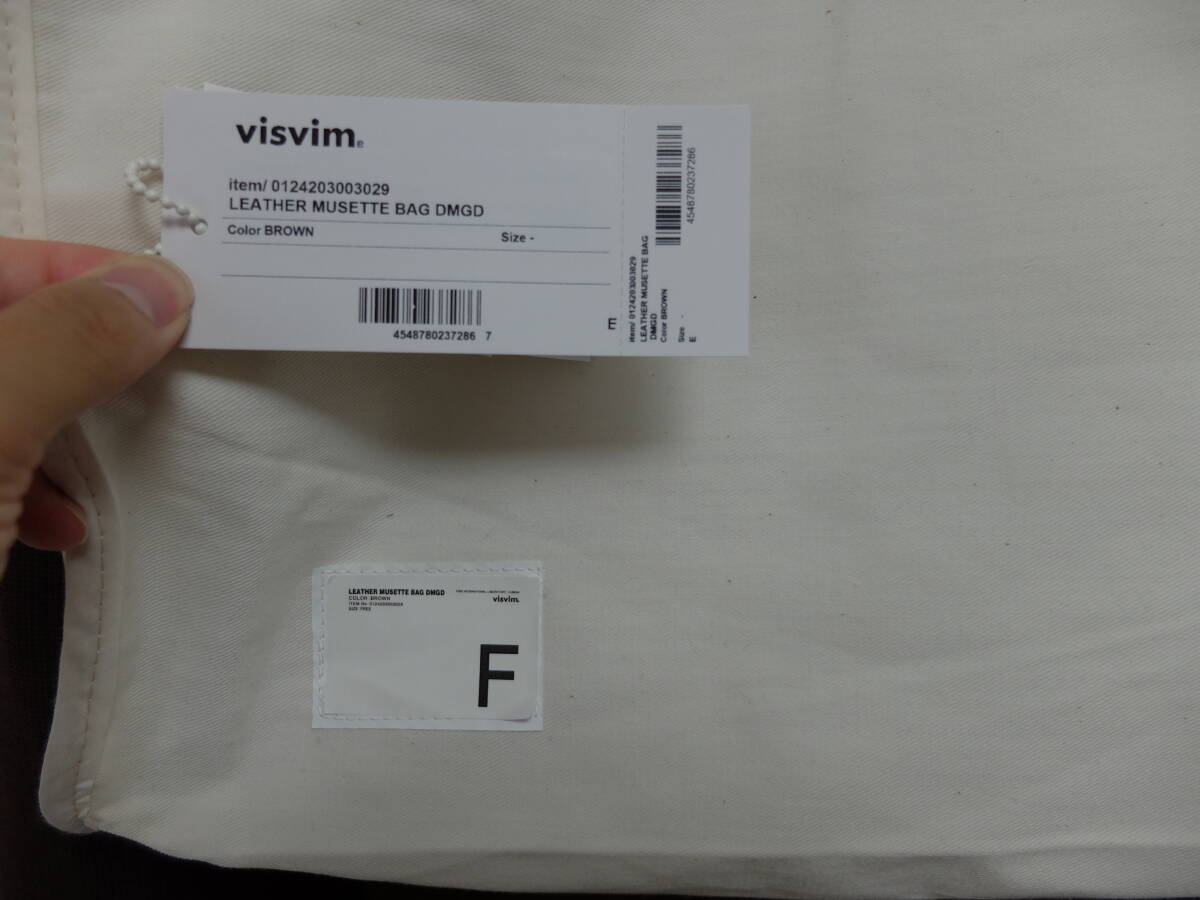 visvim
item/ 0124203003029
LEATHER MUSETTE BAG DMGD
Color BROWN Size -
4548780237286 7
E
item/ 0124203003029
LEATHER MUSETTE BAG
DMGD
Color BROWN
Size -
E
4548780237286
LEATHER MUSETTE BAG DMGD
COLOR: BROWN
SIZE: FREE
visvim.
F